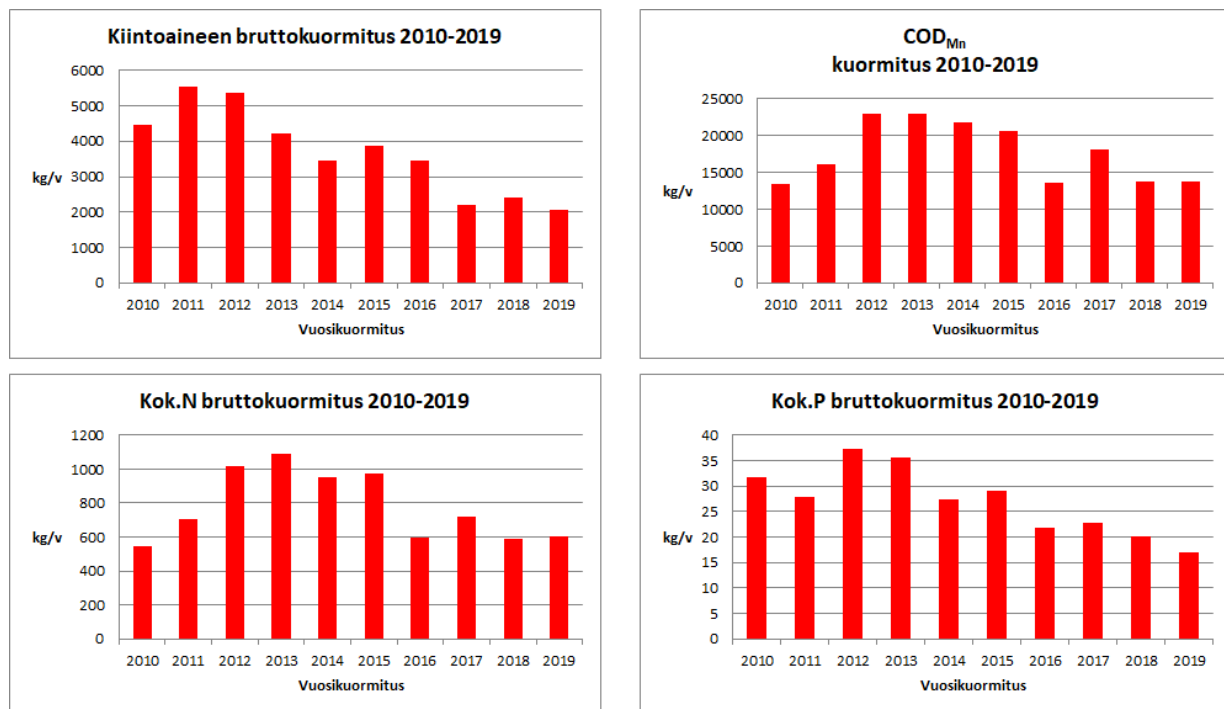 Kiintoaineen bruttokuormitus 2010-2019
6000
5000
4000
3000
2000
1000
0
kg/v
2010 2011 2012 2013 2014 2015 2016 2017 2018 2019
Vuosikuormitus
COD Mn
kuormitus 2010-2019
25000
20000
15000
10000
5000
0
kg/v
2010 2011 2012 2013 2014 2015 2016 2017 2018 2019
Vuosikuormitus
Kok.N bruttokuormitus 2010-2019
1200
1000
800
600
400
200
0
kg/v
2010 2011 2012 2013 2014 2015 2016 2017 2018 2019
Vuosikuormitus
Kok.P bruttokuormitus 2010-2019
40
35
30
25
20
15
10
5
0
kg/v
2010 2011 2012 2013 2014 2015 2016 2017 2018 2019
Vuosikuormitus